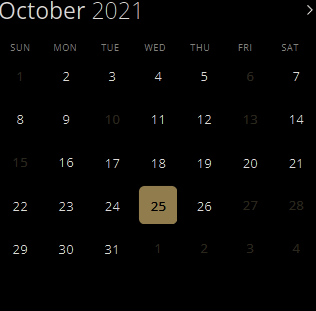 October 2021
SUN MON TUE WED THU FRI SAT
1 2 3 4 5 6 7
8 9 10 11 12 13 14
15 16 17 18 19 20 21
22 23 24 25 26 27 28
29 30 31 1 2 3 4